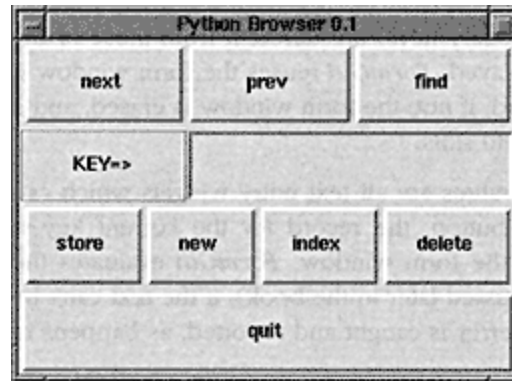 Python Browser 0.1
next prev find
KEY=>
store new index delete
quit